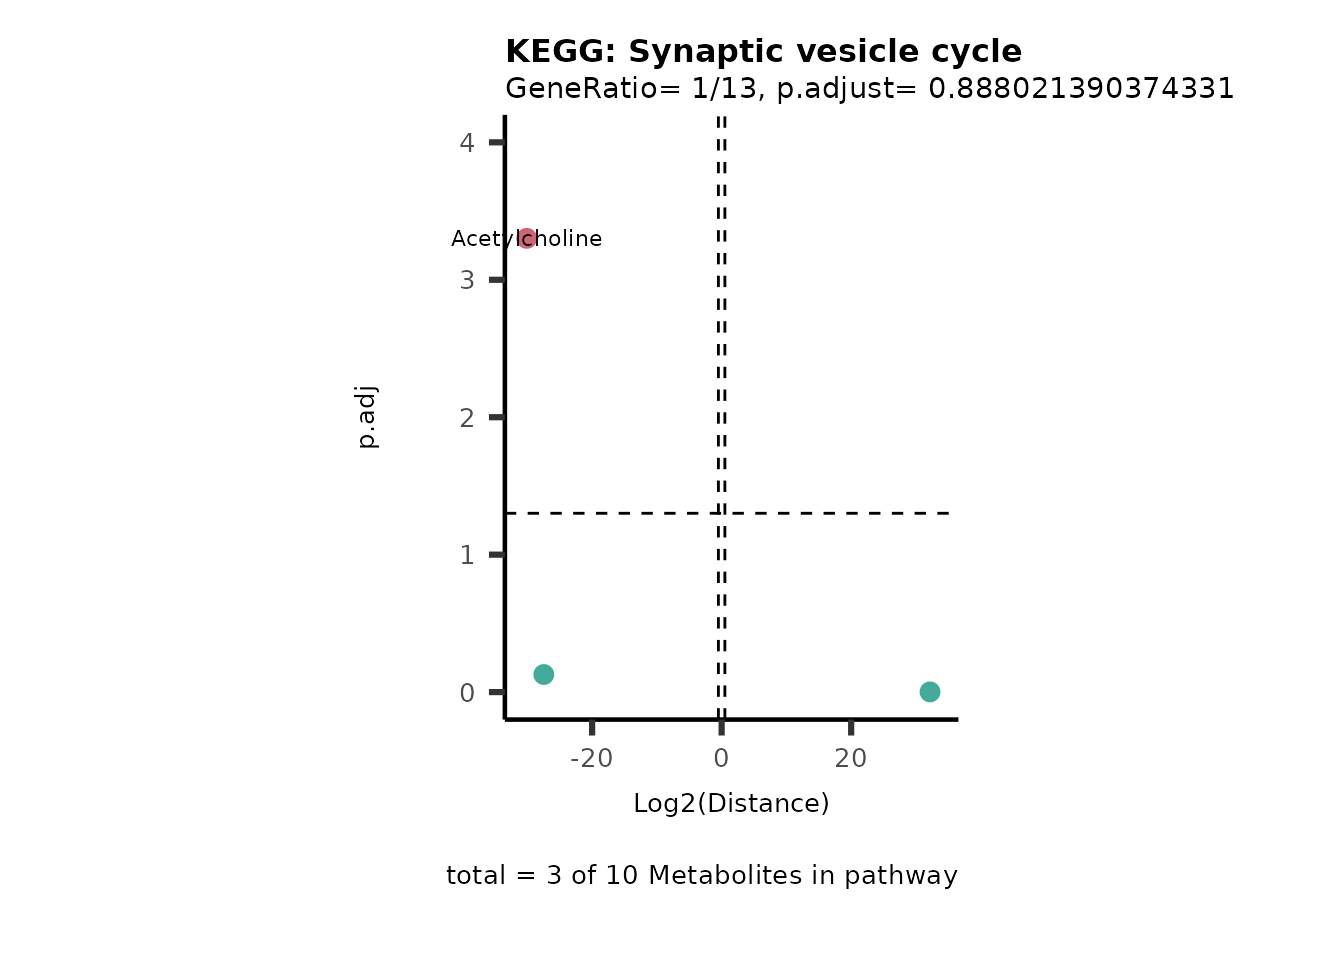 KEGG: Synaptic vesicle cycle
GeneRatio= 1/13, p.adjust= 0.888021390374331
4
Acetylcholine
3
2
p.adj
1
0
-20 0 20
Log2(Distance)
total = 3 of 10 Metabolites in pathway